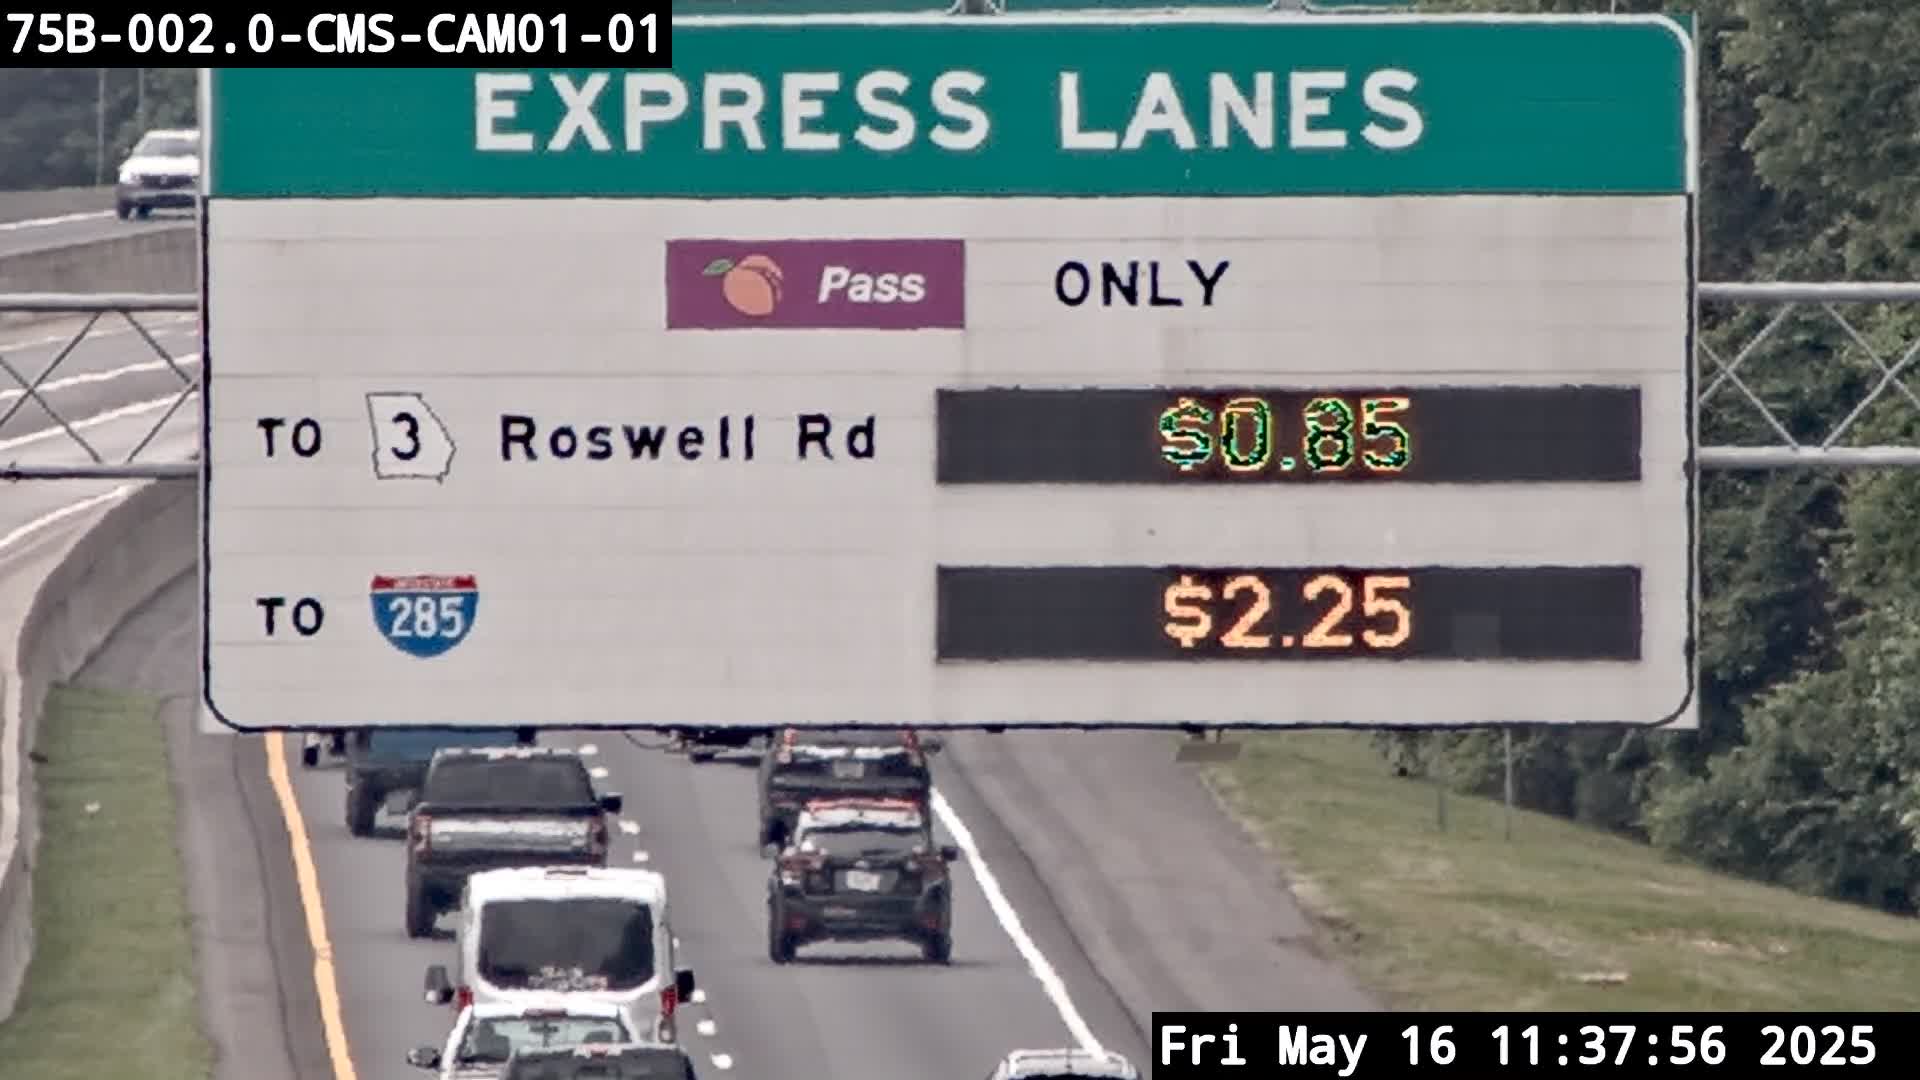 75B-002.0-CMS-CAM01-01
EXPRESS LANES
Pass ONLY
TO 3 Roswell Rd $0.85
INTERSTATE
TO 285 $2.25
Fri May 16 11:37:56 2025